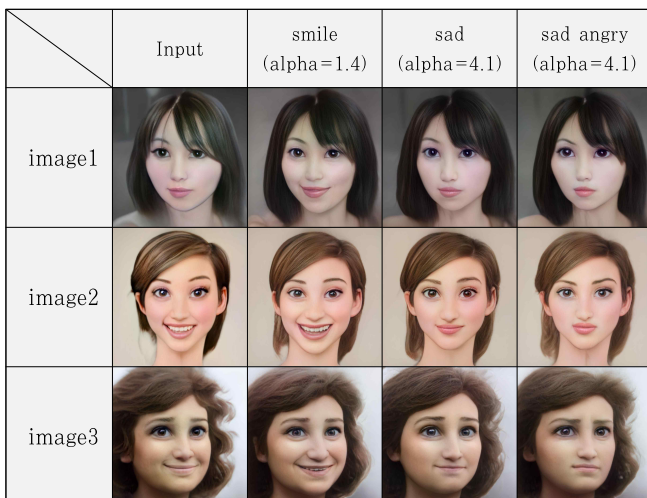 Input
smile
(alpha=1.4)
sad
(alpha=4.1)
sad angry
(alpha=4.1)
image1
image2
image3